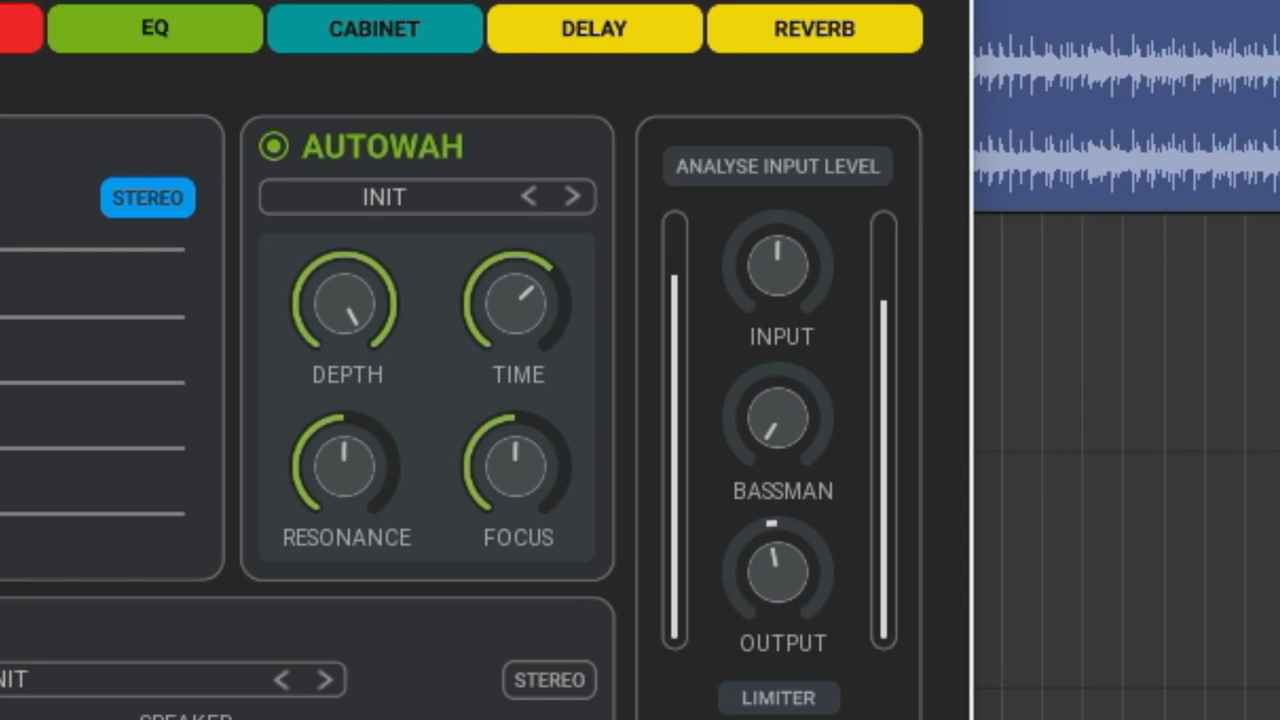 EQ
CABINET
DELAY
REVERB
STEREO
AUTOWAH
INIT
DEPTH
TIME
RESONANCE
FOCUS
ANALYSE INPUT LEVEL
INPUT
BASSMAN
OUTPUT
LIMITER
STEREO
SPEAKER